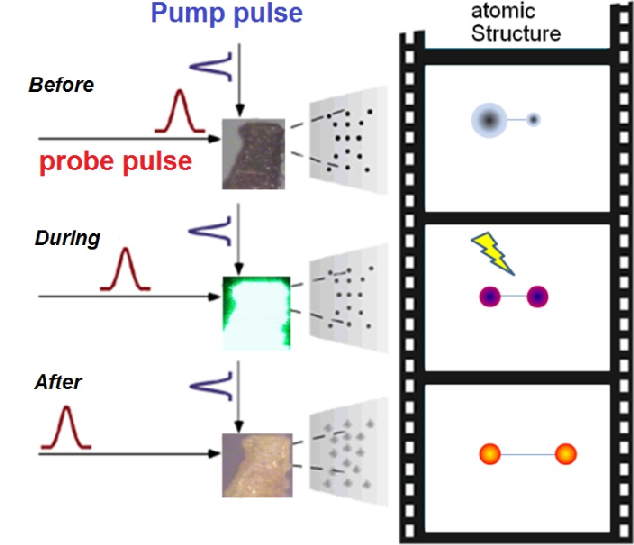 Pump pulse
atomic
Structure
Before
probe pulse
During
After